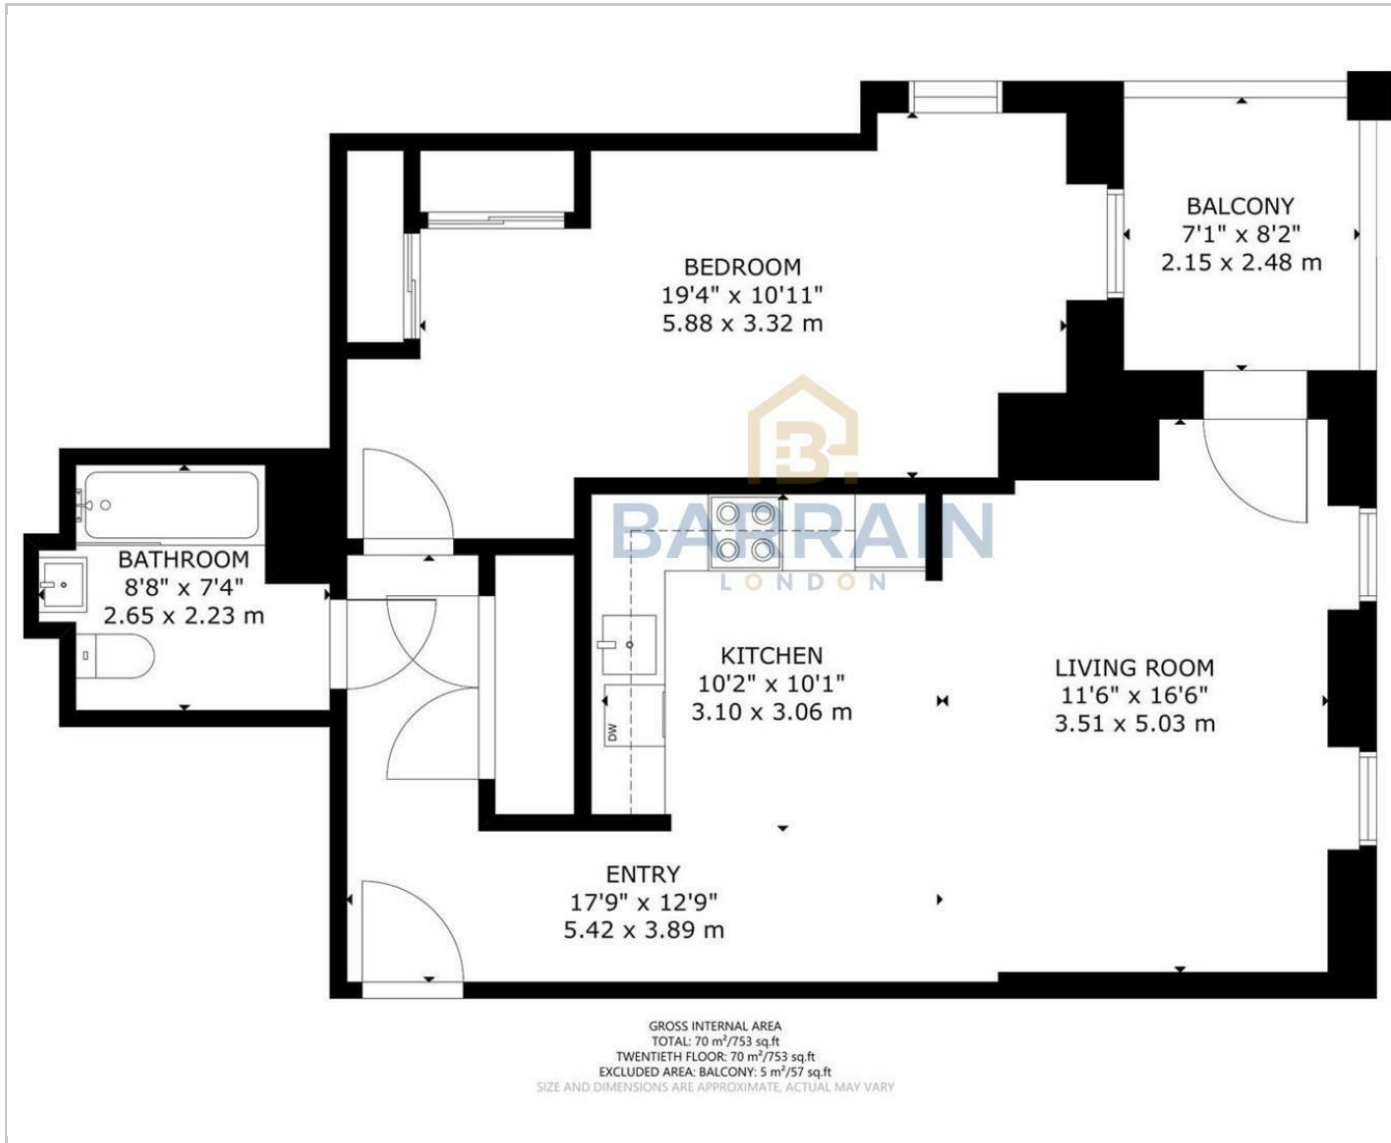 BALCONY
7'1" x 8'2"
2.15 x 2.48 m
BEDROOM
19'4" x 10'11"
5.88 x 3.32 m
BARRAIN
LONDON
BATHROOM
8'8" x 7'4"
2.65 x 2.23 m
KITCHEN
10'2" x 10'1"
3.10 x 3.06 m
DW
LIVING ROOM
11'6" x 16'6"
3.51 x 5.03 m
ENTRY
17'9" x 12'9"
5.42 x 3.89 m
GROSS INTERNAL AREA
TOTAL: 70 m²/753 sq.ft
TWENTIETH FLOOR: 70 m²/753 sq.ft
EXCLUDED AREA: BALCONY: 5 m²/57 sq.ft
SIZE AND DIMENSIONS ARE APPROXIMATE, ACTUAL MAY VARY